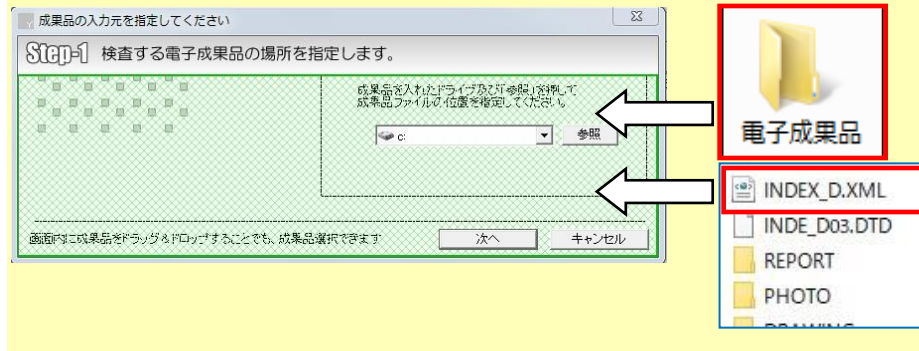 成果品の入力元を指定してください
Step-1 検査する電子成果品の場所を指定します。
成果品を入れたドライブ及び「参照」を押して
成果品ファイルの位置を指定してください。
c:
参照
画面内に成果品をドラッグ&ドロップすることでも、成果品選択できます
次へ
キャンセル
電子成果品
INDEX_D.XML
INDE_D03.DTD
REPORT
PHOTO